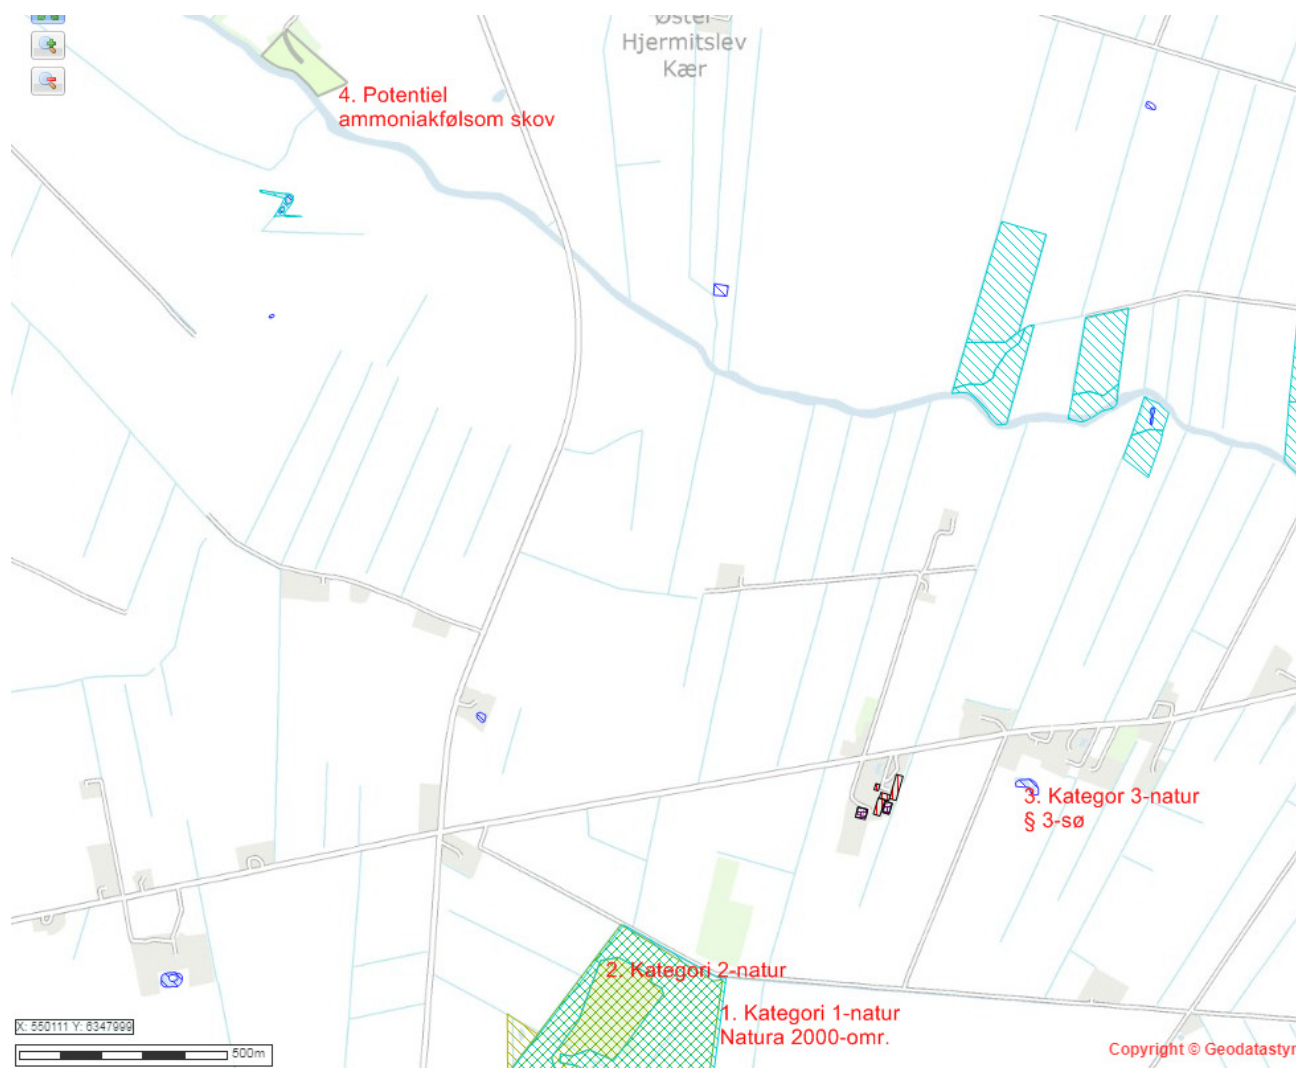 Øster
Hjermitslev
Kær
4. Potentiel
ammoniakfølsom skov
3. Kategor 3-natur
§ 3-sø
2. Kategori 2-natur
1. Kategori 1-natur
Natura 2000-omr.
X: 550111 Y: 6347999
500m
Copyright © Geodatastyr